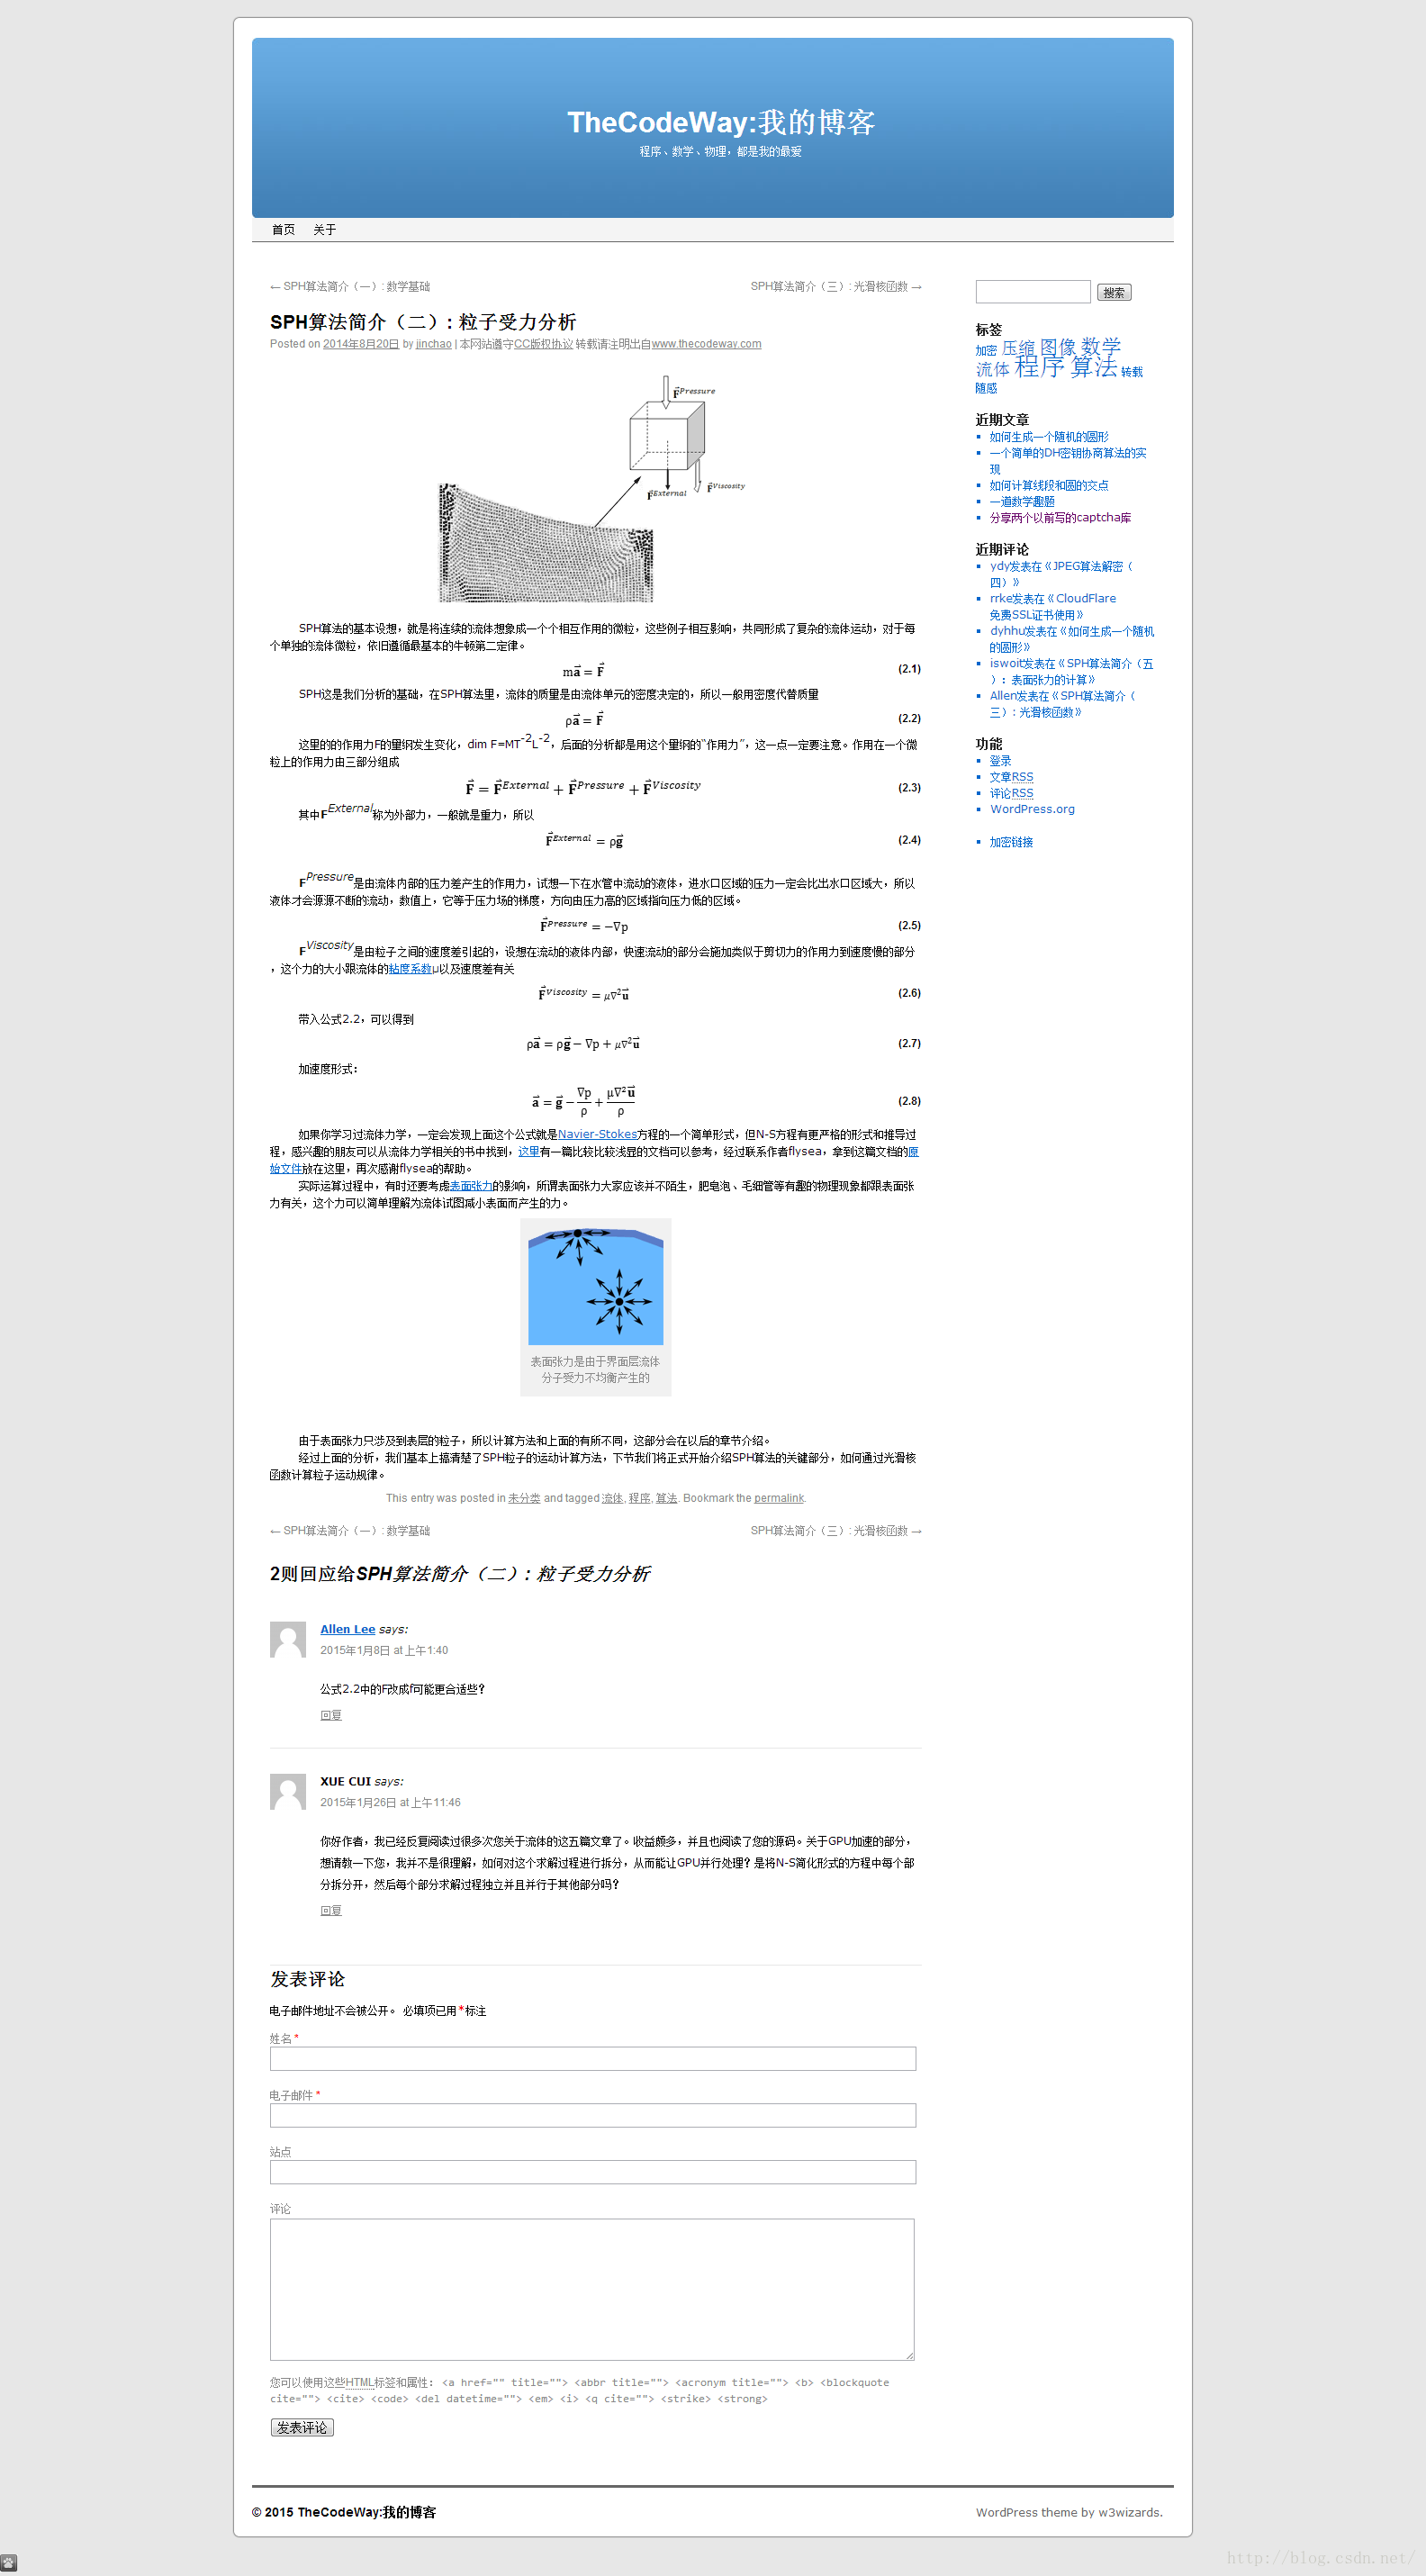 TheCodeWay:我的博客
程序、数学、物理，都是我的最爱
首页 关于
← SPH算法简介（一）: 数学基础 SPH算法简介（三）: 光滑核函数 →
SPH算法简介（二）: 粒子受力分析
Posted on 2014年8月20日 by jinchao | 本网站遵守CC版权协议 转载请注明出自www.thecodeway.com
F⃗^Pressure
F⃗^External F⃗^Viscosity
SPH算法的基本设想，就是将连续的流体想象成一个个相互作用的微粒，这些例子相互影响，共同形成了复杂的流体运动，对于每
个单独的流体微粒，依旧遵循最基本的牛顿第二定律。
ma⃗ = F⃗ (2.1)
SPH这是我们分析的基础，在SPH算法里，流体的质量是由流体单元的密度决定的，所以一般用密度代替质量
ρa⃗ = F⃗ (2.2)
这里的的作用力F的量纲发生变化，dim F=MT^-2L^-2，后面的分析都是用这个量纲的“作用力”，这一点一定要注意。作用在一个微
粒上的作用力由三部分组成
F⃗ = F⃗^External + F⃗^Pressure + F⃗^Viscosity (2.3)
其中F^External称为外部力，一般就是重力，所以
F⃗^External = ρg⃗ (2.4)
F^Pressure是由流体内部的压力差产生的作用力，试想一下在水管中流动的液体，进水口区域的压力一定会比出水口区域大，所以
液体才会源源不断的流动，数值上，它等于压力场的梯度，方向由压力高的区域指向压力低的区域。
F⃗^Pressure = −∇p (2.5)
F^Viscosity是由粒子之间的速度差引起的，设想在流动的液体内部，快速流动的部分会施加类似于剪切力的作用力到速度慢的部分
，这个力的大小跟流体的粘度系数μ以及速度差有关
F⃗^Viscosity = μ∇²u⃗ (2.6)
带入公式2.2，可以得到
ρa⃗ = ρg⃗ − ∇p + μ∇²u⃗ (2.7)
加速度形式:
a⃗ = g⃗ − ∇p/ρ + μ∇²u⃗/ρ (2.8)
如果你学习过流体力学，一定会发现上面这个公式就是Navier-Stokes方程的一个简单形式，但N-S方程有更严格的形式和推导过
程，感兴趣的朋友可以从流体力学相关的书中找到，这里有一篇比较比较浅显的文档可以参考，经过联系作者flysea，拿到这篇文档的原
始文件放在这里，再次感谢flysea的帮助。
实际运算过程中，有时还要考虑表面张力的影响，所谓表面张力大家应该并不陌生，肥皂泡、毛细管等有趣的物理现象都跟表面张
力有关，这个力可以简单理解为流体试图减小表面而产生的力。
表面张力是由于界面层流体
分子受力不均衡产生的
由于表面张力只涉及到表层的粒子，所以计算方法和上面的有所不同，这部分会在以后的章节介绍。
经过上面的分析，我们基本上搞清楚了SPH粒子的运动计算方法，下节我们将正式开始介绍SPH算法的关键部分，如何通过光滑核
函数计算粒子运动规律。
This entry was posted in 未分类 and tagged 流体, 程序, 算法. Bookmark the permalink.
← SPH算法简介（一）: 数学基础 SPH算法简介（三）: 光滑核函数 →
2则回应给SPH算法简介（二）: 粒子受力分析
Allen Lee says:
2015年1月8日 at 上午1:40
公式2.2中的F改成f可能更合适些?
回复
XUE CUI says:
2015年1月26日 at 上午11:46
你好作者，我已经反复阅读过很多次您关于流体的这五篇文章了。收益颇多，并且也阅读了您的源码。关于GPU加速的部分，
想请教一下您，我并不是很理解，如何对这个求解过程进行拆分，从而能让GPU并行处理? 是将N-S简化形式的方程中每个部
分拆分开，然后每个部分求解过程独立并且并行于其他部分吗?
回复
发表评论
电子邮件地址不会被公开。 必填项已用*标注
姓名 *
电子邮件 *
站点
评论
您可以使用这些HTML标签和属性: <a href="" title=""> <abbr title=""> <acronym title=""> <b> <blockquote
cite=""> <cite> <code> <del datetime=""> <em> <i> <q cite=""> <strike> <strong>
发表评论
搜索
标签
加密 压缩 图像 数学
流体 程序 算法 转载
随感
近期文章
如何生成一个随机的圆形
一个简单的DH密钥协商算法的实
现
如何计算线段和圆的交点
一道数学趣题
分享两个以前写的captcha库
近期评论
ydy发表在《JPEG算法解密（
四）》
rrke发表在《CloudFlare
免费SSL证书使用》
dyhhu发表在《如何生成一个随机
的圆形》
iswoit发表在《SPH算法简介（五
）: 表面张力的计算》
Allen发表在《SPH算法简介（
三）: 光滑核函数》
功能
登录
文章RSS
评论RSS
WordPress.org
加密链接
© 2015 TheCodeWay:我的博客 WordPress theme by w3wizards.
http://blog.csdn.net/